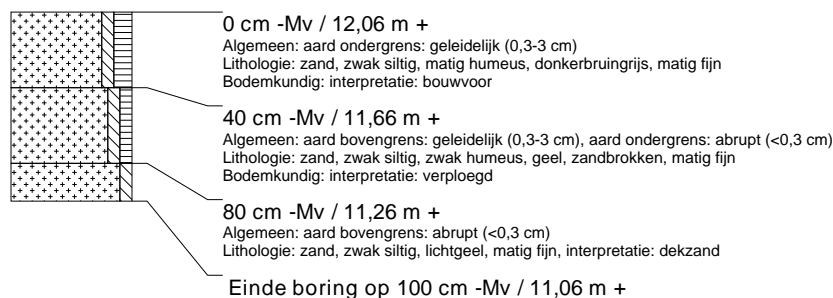 0 cm -Mv / 12,06 m +
Algemeen: aard ondergrens: geleidelijk (0,3-3 cm)
Lithologie: zand, zwak siltig, matig humeus, donkerbruingrijs, matig fijn
Bodemkundig: interpretatie: bouwvoor
40 cm -Mv / 11,66 m +
Algemeen: aard bovengrens: geleidelijk (0,3-3 cm), aard ondergrens: abrupt (<0,3 cm)
Lithologie: zand, zwak siltig, zwak humeus, geel, zandbrokken, matig fijn
Bodemkundig: interpretatie: verploegd
80 cm -Mv / 11,26 m +
Algemeen: aard bovengrens: abrupt (<0,3 cm)
Lithologie: zand, zwak siltig, lichtgeel, matig fijn, interpretatie: dekzand
Einde boring op 100 cm -Mv / 11,06 m +